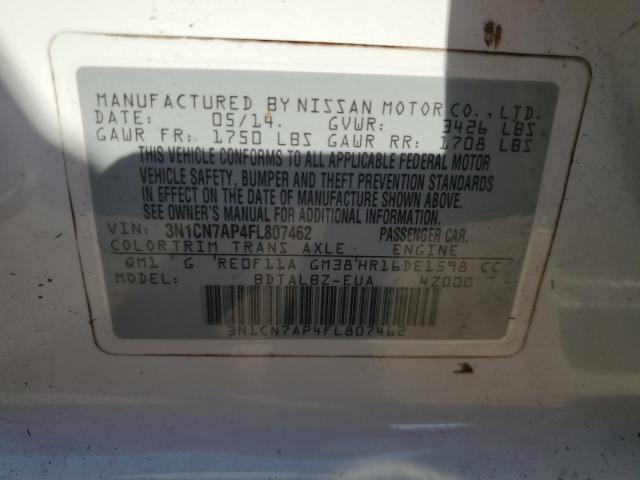 MANUFACTURED BY NISSAN MOTOR CO., LTD.
DATE: 05/14. GVWR: 3426 LBS
GAWR FR: 1750 LBS GAWR RR: 1708 LBS
THIS VEHICLE CONFORMS TO ALL APPLICABLE FEDERAL MOTOR
VEHICLE SAFETY, BUMPER AND THEFT PREVENTION STANDARDS
IN EFFECT ON THE DATE OF MANUFACTURE SHOWN ABOVE.
SEE OWNER'S MANUAL FOR ADDITIONAL INFORMATION.
VIN: 3N1CN7AP4FL807462 PASSENGER CAR.
COLOR TRIM TRANS AXLE ENGINE
QM1 G RE0F11A GM38 HR16DE 1598 CC
MODEL: BDTALBZ-EUA 4Z000
3N1CN7AP4FL807462